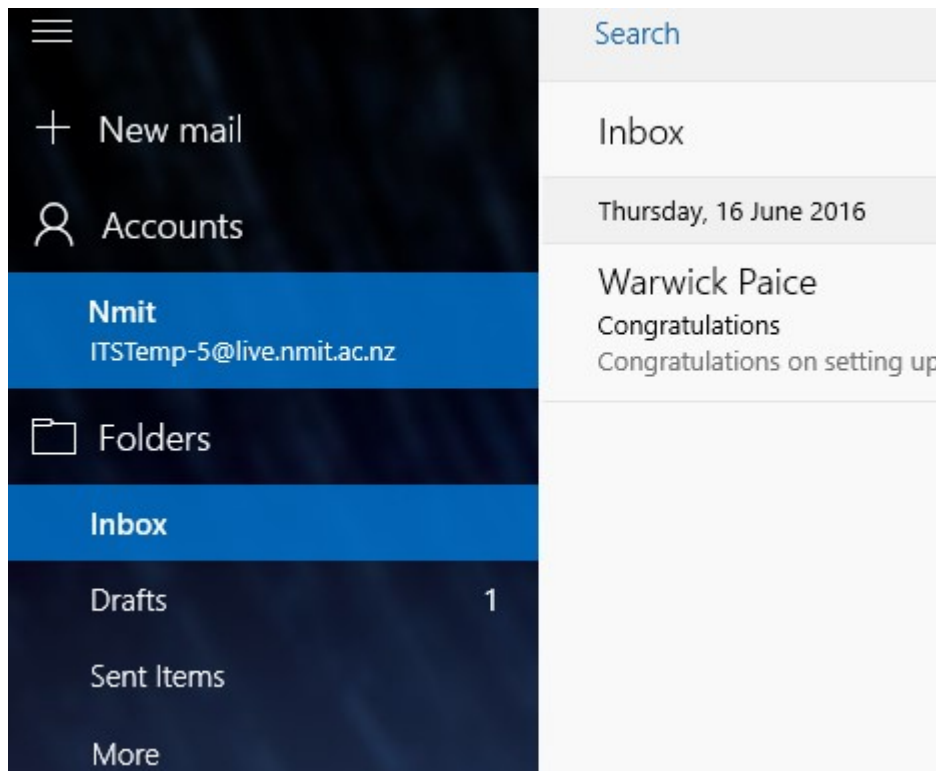 New mail
Accounts
Nmit
ITSTemp-5@live.nmit.ac.nz
Folders
Inbox
Drafts 1
Sent Items
More
Search
Inbox
Thursday, 16 June 2016
Warwick Paice
Congratulations
Congratulations on setting up